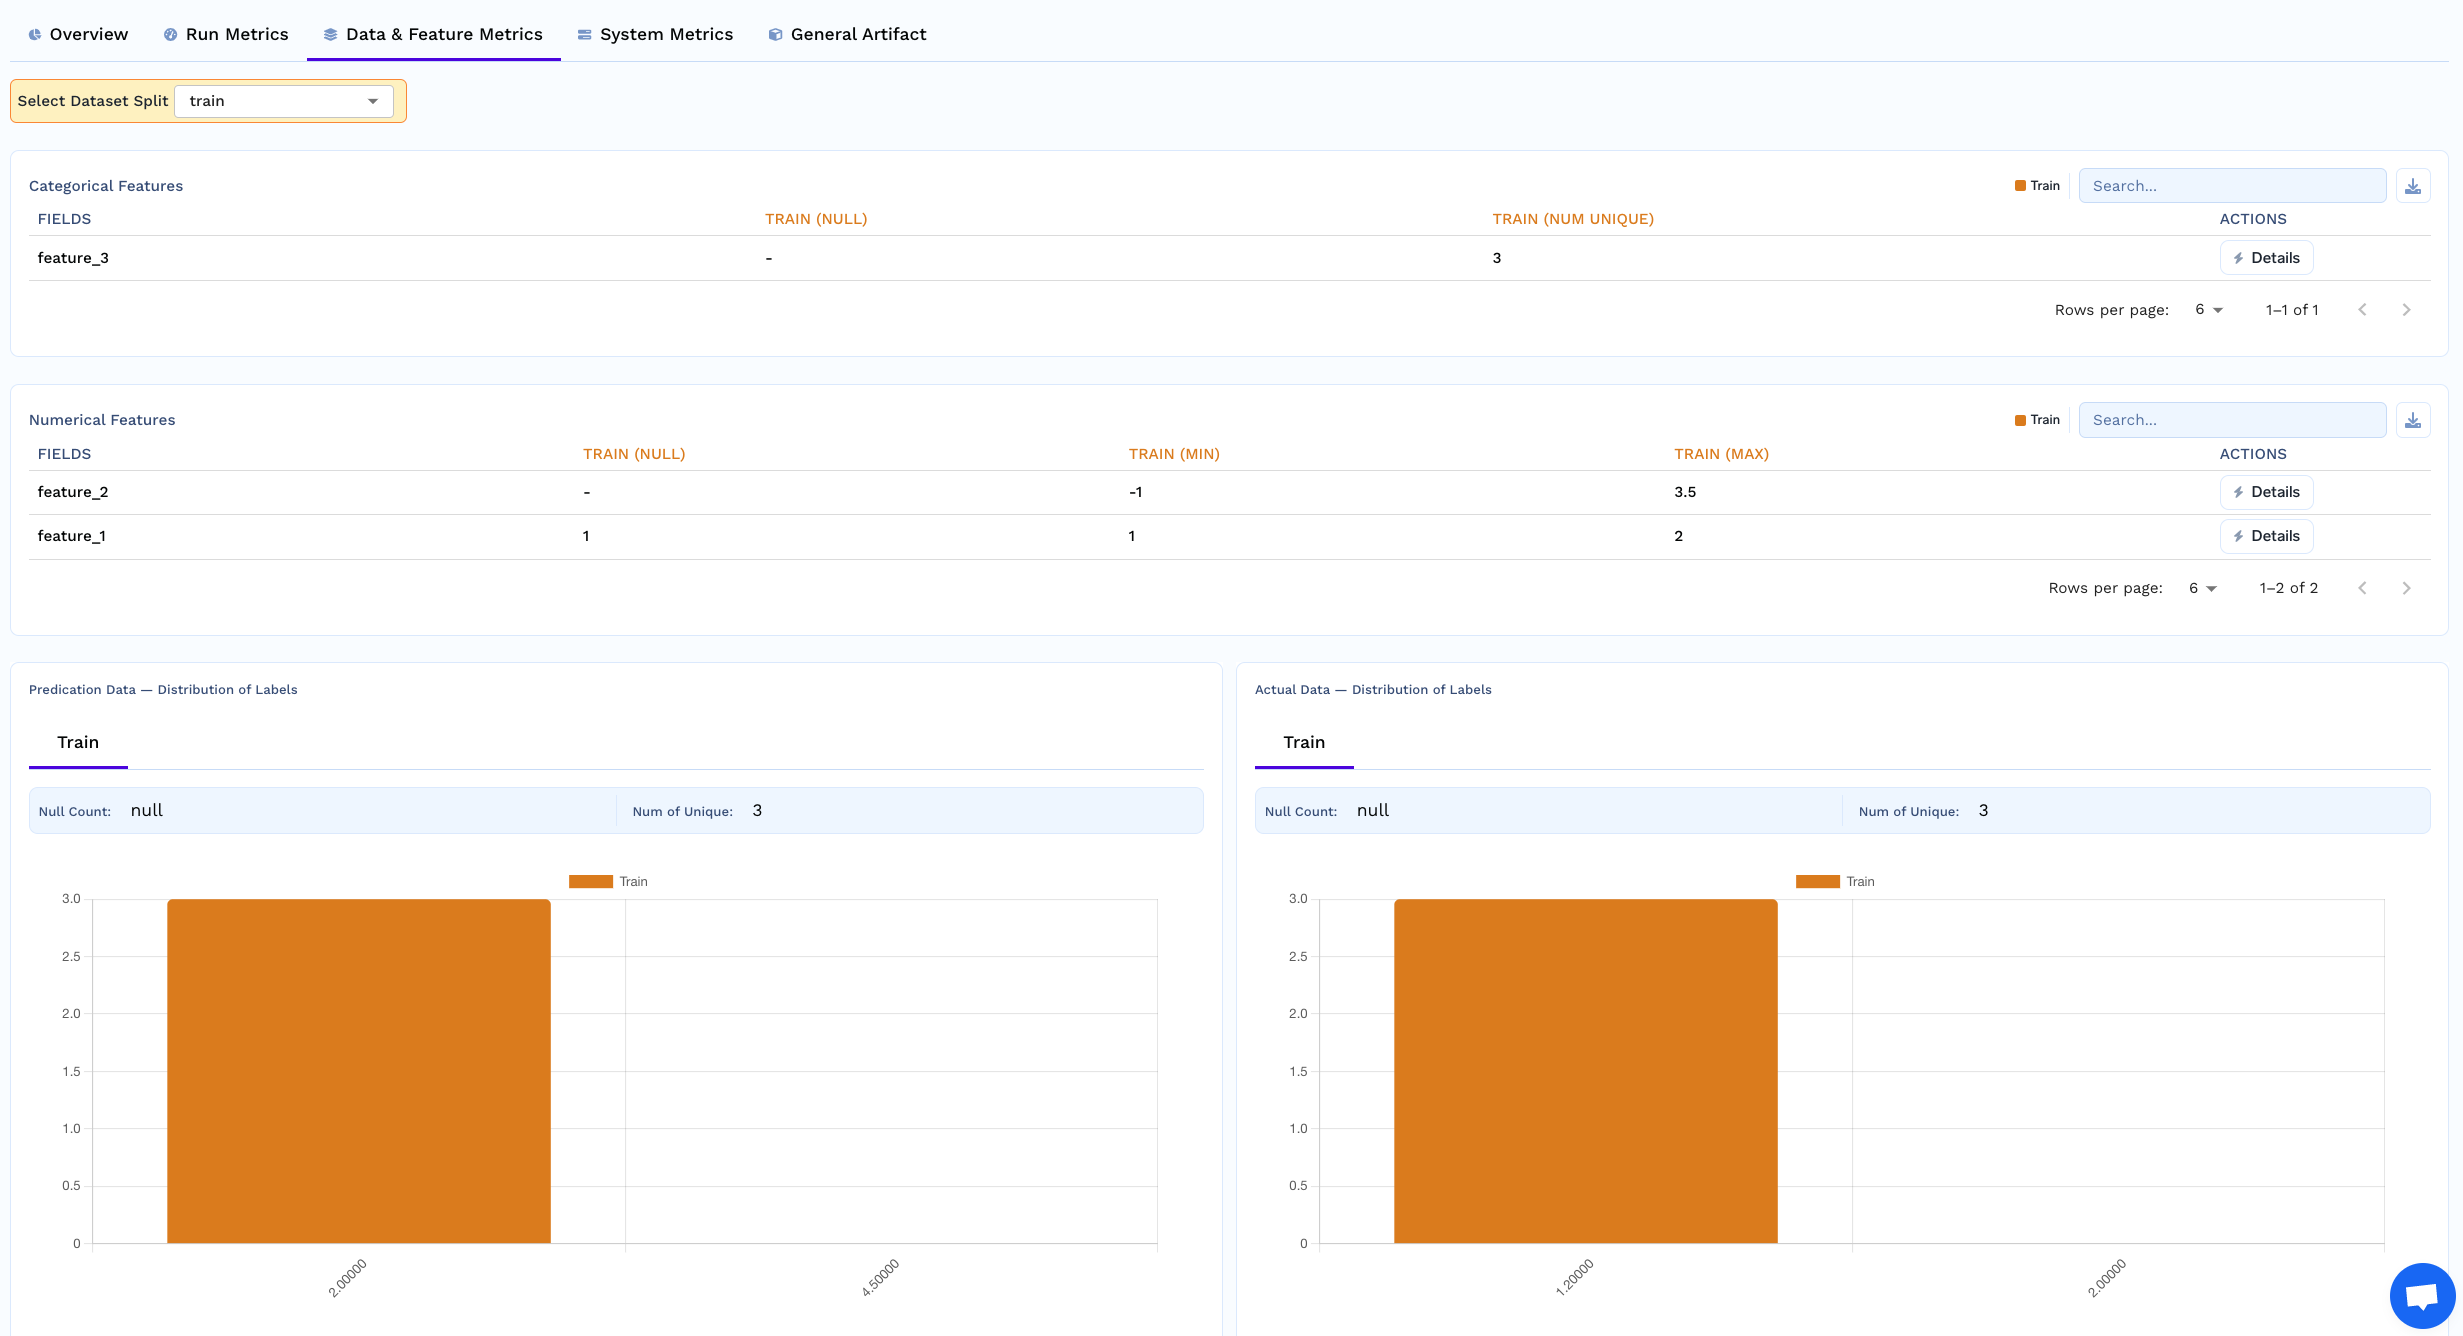 Overview Run Metrics Data & Feature Metrics System Metrics General Artifact
Select Dataset Split train
Categorical Features Train Search...
FIELDS TRAIN (NULL) TRAIN (NUM UNIQUE) ACTIONS
feature_3 - 3 Details
Rows per page: 6 1–1 of 1
Numerical Features Train Search...
FIELDS TRAIN (NULL) TRAIN (MIN) TRAIN (MAX) ACTIONS
feature_2 - -1 3.5 Details
feature_1 1 1 2 Details
Rows per page: 6 1–2 of 2
Predication Data — Distribution of Labels
Train
Null Count: null Num of Unique: 3
Train
3.0
2.5
2.0
1.5
1.0
0.5
0
2.00000 4.50000
Actual Data — Distribution of Labels
Train
Null Count: null Num of Unique: 3
Train
3.0
2.5
2.0
1.5
1.0
0.5
0
1.20000 2.00000